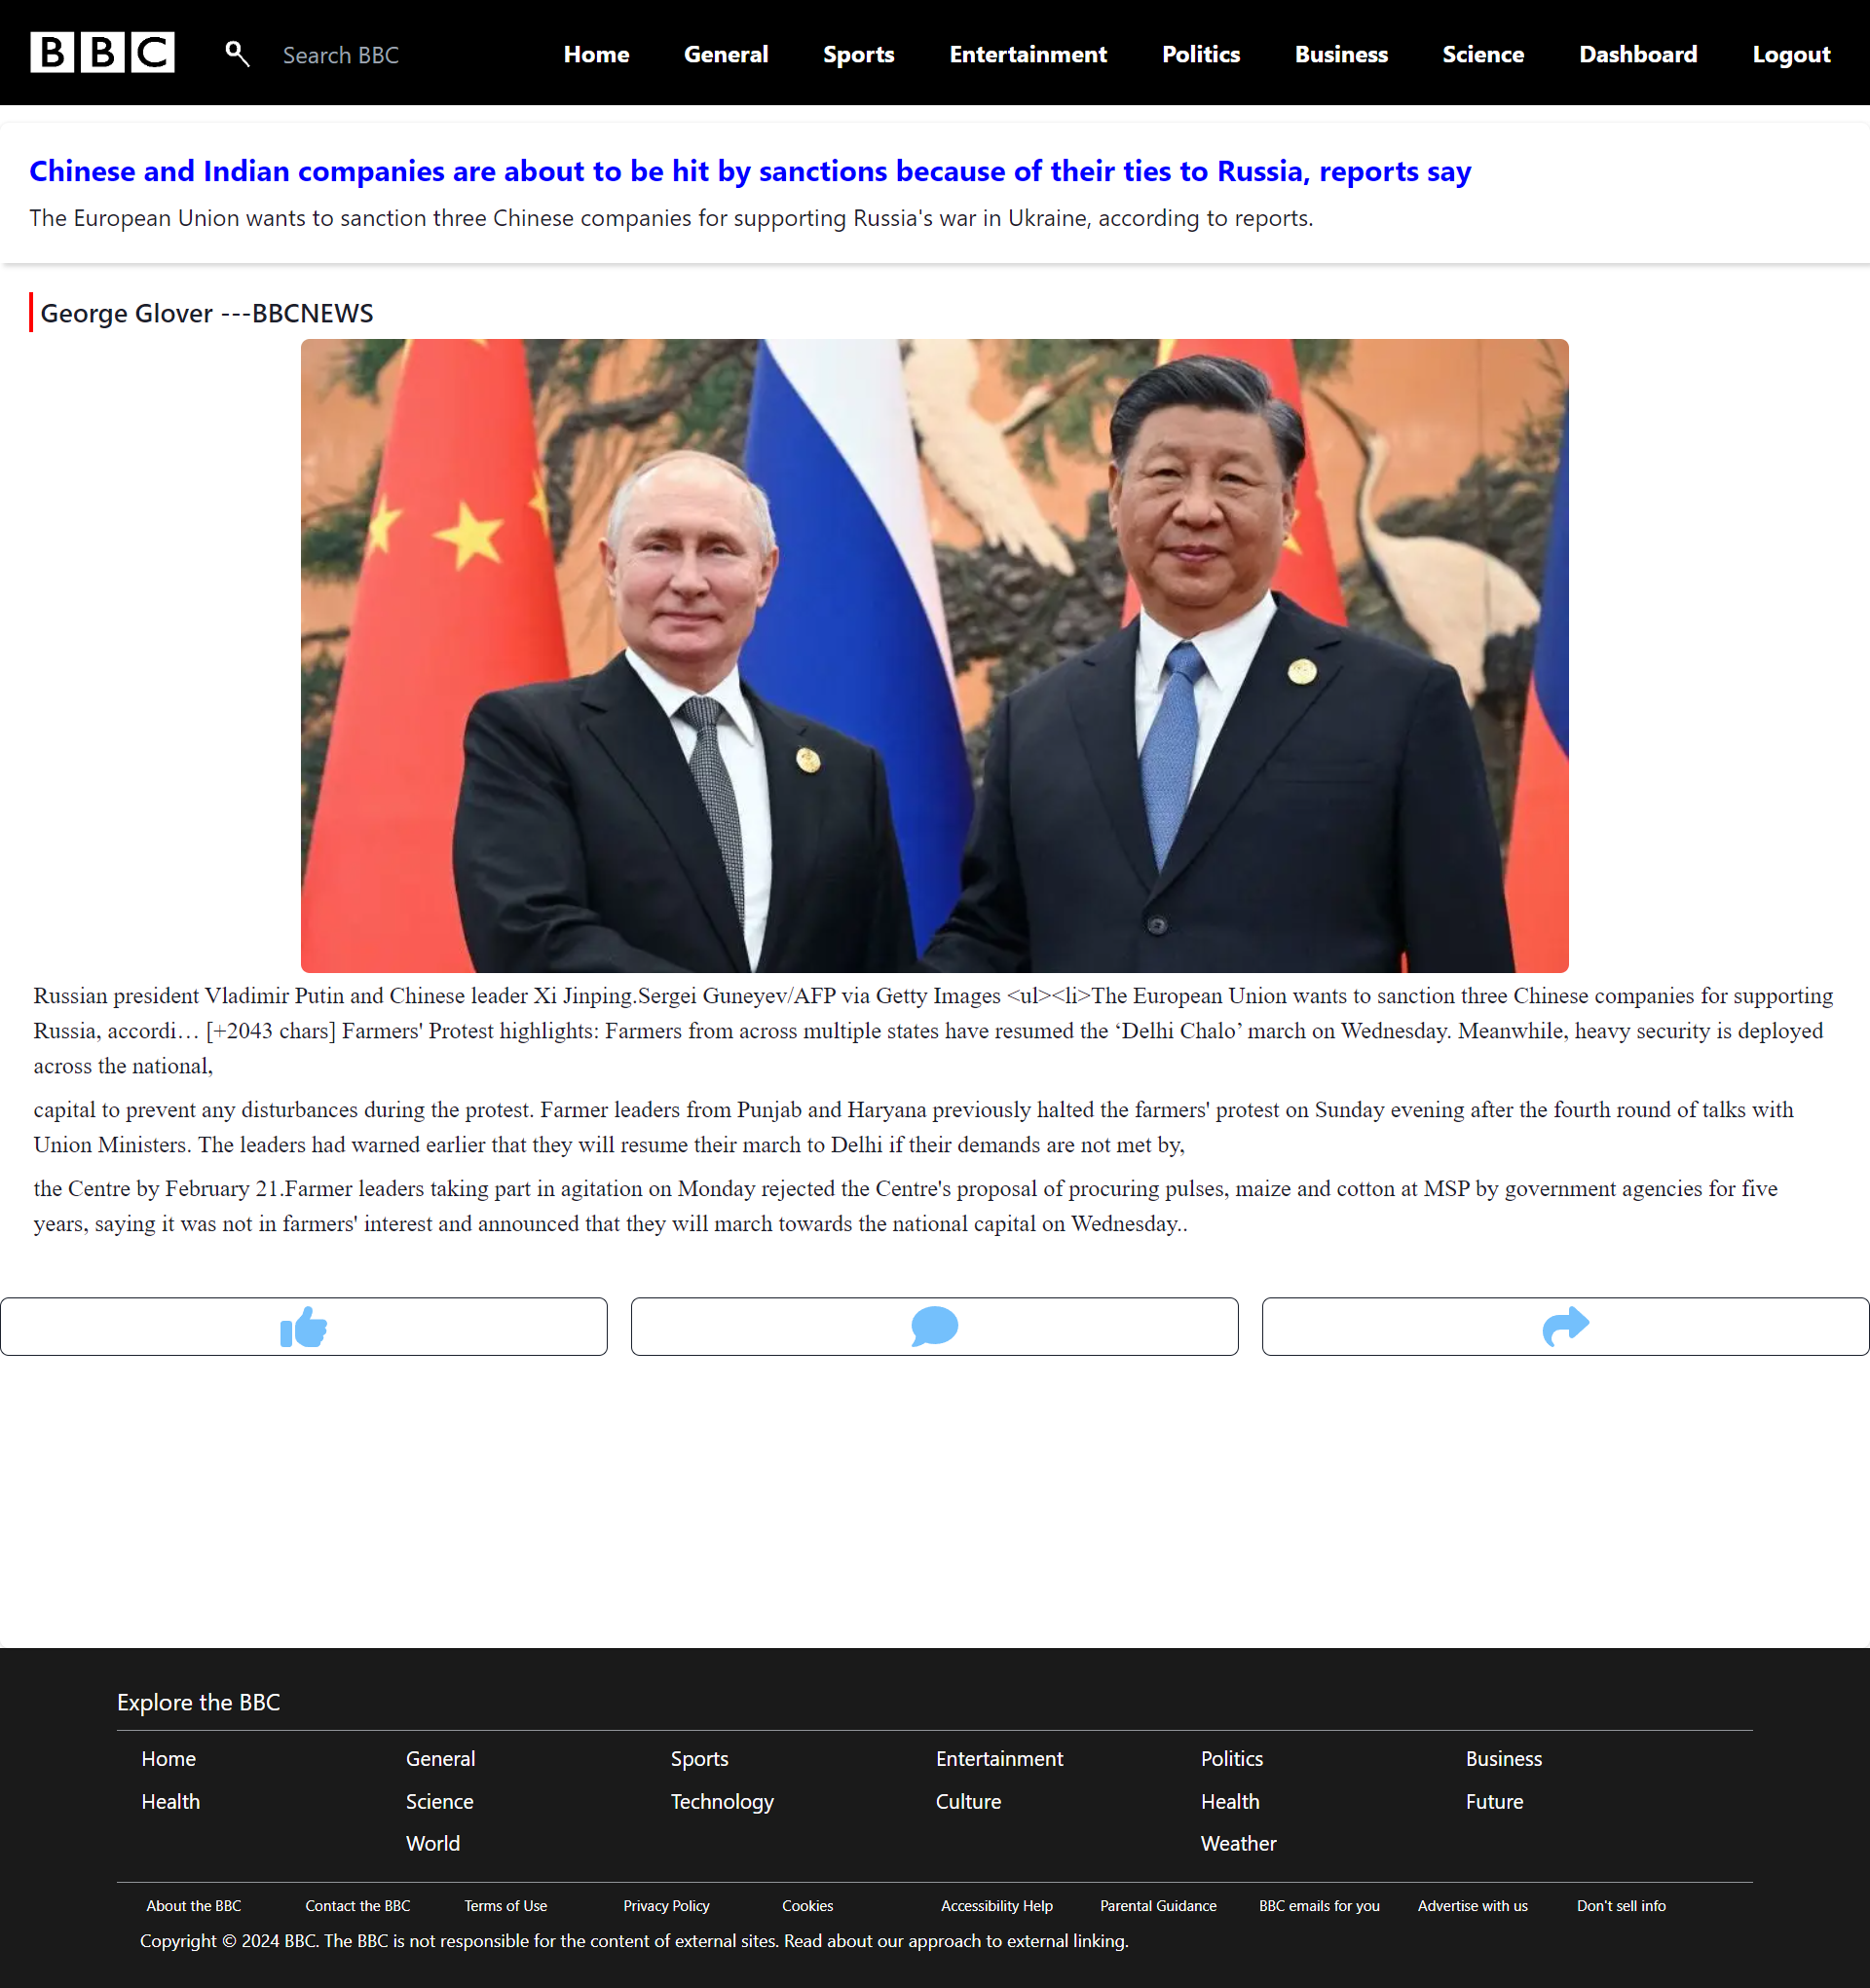 BBC Search BBC Home General Sports Entertainment Politics Business Science Dashboard Logout
Chinese and Indian companies are about to be hit by sanctions because of their ties to Russia, reports say
The European Union wants to sanction three Chinese companies for supporting Russia's war in Ukraine, according to reports.
George Glover ---BBCNEWS
Russian president Vladimir Putin and Chinese leader Xi Jinping.Sergei Guneyev/AFP via Getty Images <ul><li>The European Union wants to sanction three Chinese companies for supporting
Russia, accordi… [+2043 chars] Farmers' Protest highlights: Farmers from across multiple states have resumed the ‘Delhi Chalo’ march on Wednesday. Meanwhile, heavy security is deployed
across the national,
capital to prevent any disturbances during the protest. Farmer leaders from Punjab and Haryana previously halted the farmers' protest on Sunday evening after the fourth round of talks with
Union Ministers. The leaders had warned earlier that they will resume their march to Delhi if their demands are not met by,
the Centre by February 21.Farmer leaders taking part in agitation on Monday rejected the Centre's proposal of procuring pulses, maize and cotton at MSP by government agencies for five
years, saying it was not in farmers' interest and announced that they will march towards the national capital on Wednesday..
Explore the BBC
Home General Sports Entertainment Politics Business
Health Science Technology Culture Health Future
World Weather
About the BBC Contact the BBC Terms of Use Privacy Policy Cookies Accessibility Help Parental Guidance BBC emails for you Advertise with us Don't sell info
Copyright © 2024 BBC. The BBC is not responsible for the content of external sites. Read about our approach to external linking.